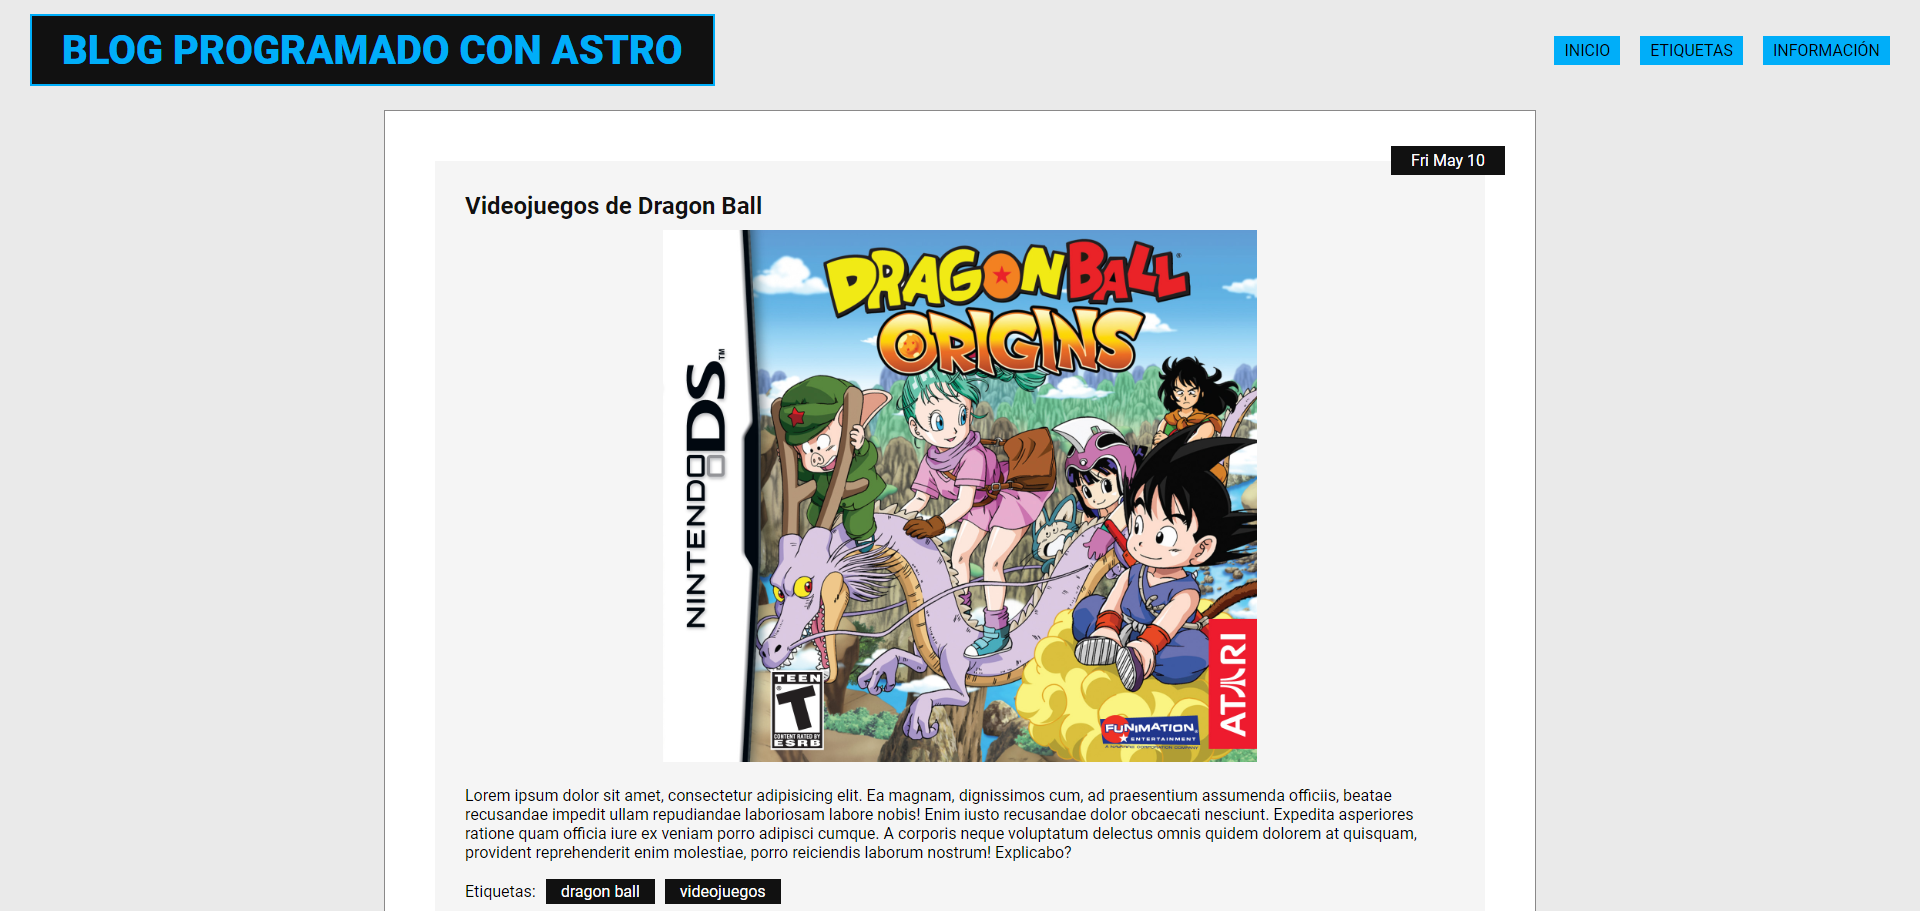 BLOG PROGRAMADO CON ASTRO
INICIO
ETIQUETAS
INFORMACIÓN
Fri May 10
Videojuegos de Dragon Ball
DRAGON BALL
ORIGINS
NINTENDO DS™
TEEN
T
CONTENT RATED BY
ESRB
FUNIMATION
ENTERTAINMENT
ATARI
Lorem ipsum dolor sit amet, consectetur adipisicing elit. Ea magnam, dignissimos cum, ad praesentium assumenda officiis, beatae
recusandae impedit ullam repudiandae laboriosam labore nobis! Enim iusto recusandae dolor obcaecati nesciunt. Expedita asperiores
ratione quam officia iure ex veniam porro adipisci cumque. A corporis neque voluptatum delectus omnis quidem dolorem at quisquam,
provident reprehenderit enim molestiae, porro reiciendis laborum nostrum! Explicabo?
Etiquetas: dragon ball videojuegos